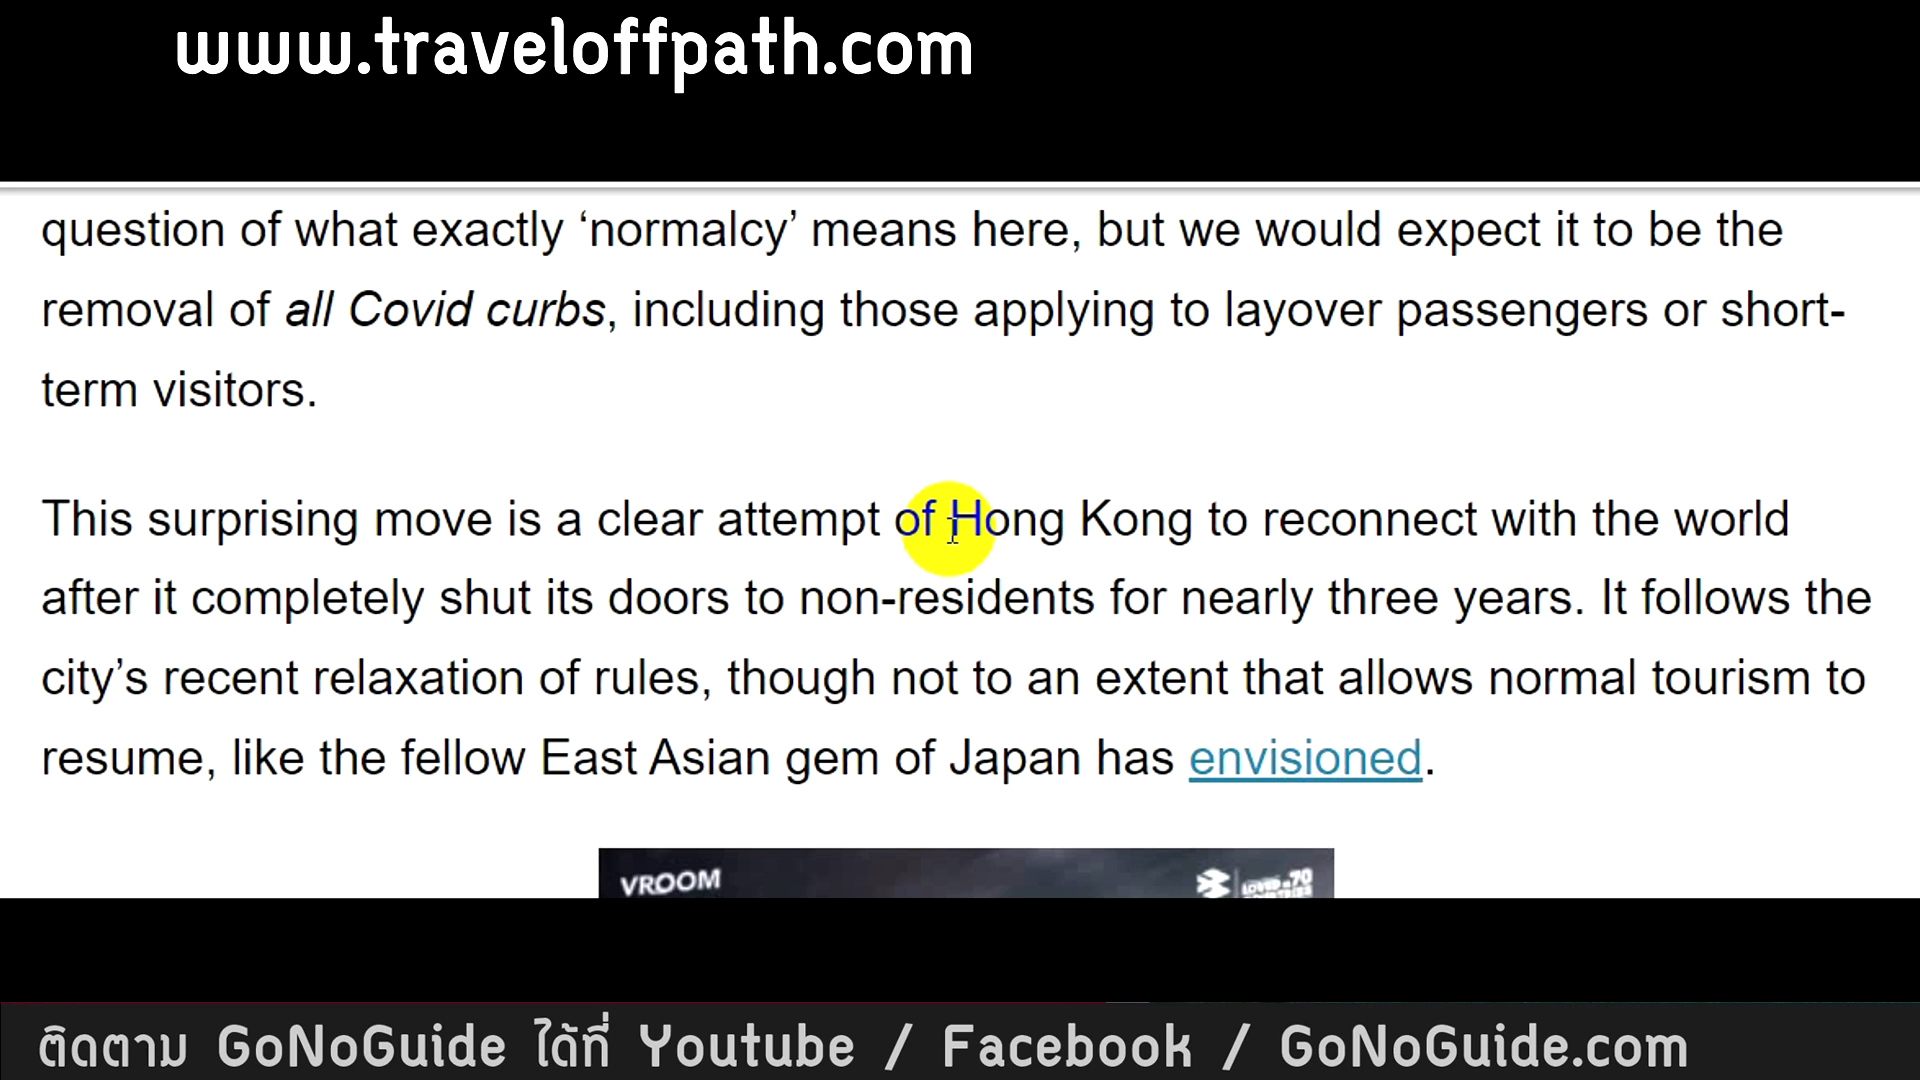 www.traveloffpath.com
question of what exactly ‘normalcy’ means here, but we would expect it to be the
removal of all Covid curbs, including those applying to layover passengers or short-
term visitors.
This surprising move is a clear attempt of Hong Kong to reconnect with the world
after it completely shut its doors to non-residents for nearly three years. It follows the
city’s recent relaxation of rules, though not to an extent that allows normal tourism to
resume, like the fellow East Asian gem of Japan has envisioned.
VROOM
70
ติดตาม GoNoGuide ได้ที่ Youtube / Facebook / GoNoGuide.com